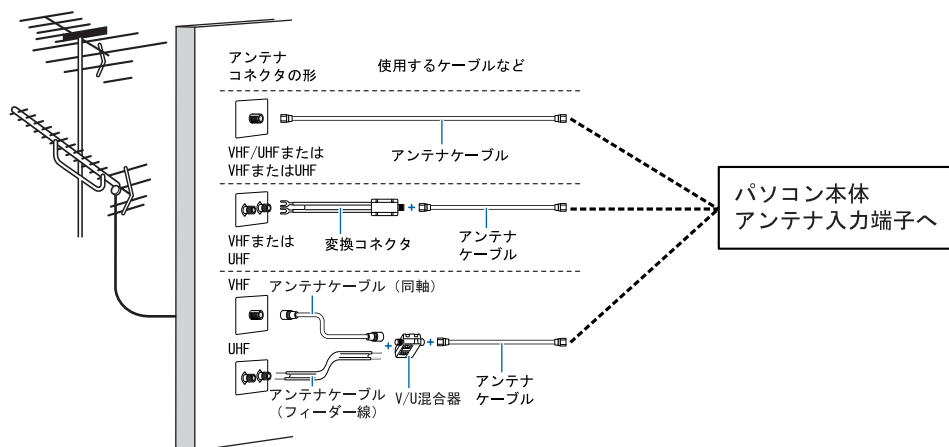 アンテナ
コネクタの形
使用するケーブルなど
VHF/UHFまたは
VHFまたはUHF
アンテナケーブル
VHFまたは
UHF
変換コネクタ
+
アンテナ
ケーブル
VHF
アンテナケーブル（同軸）
UHF
アンテナケーブル
（フィーダー線）
+
V/U混合器
+
アンテナ
ケーブル
パソコン本体
アンテナ入力端子へ